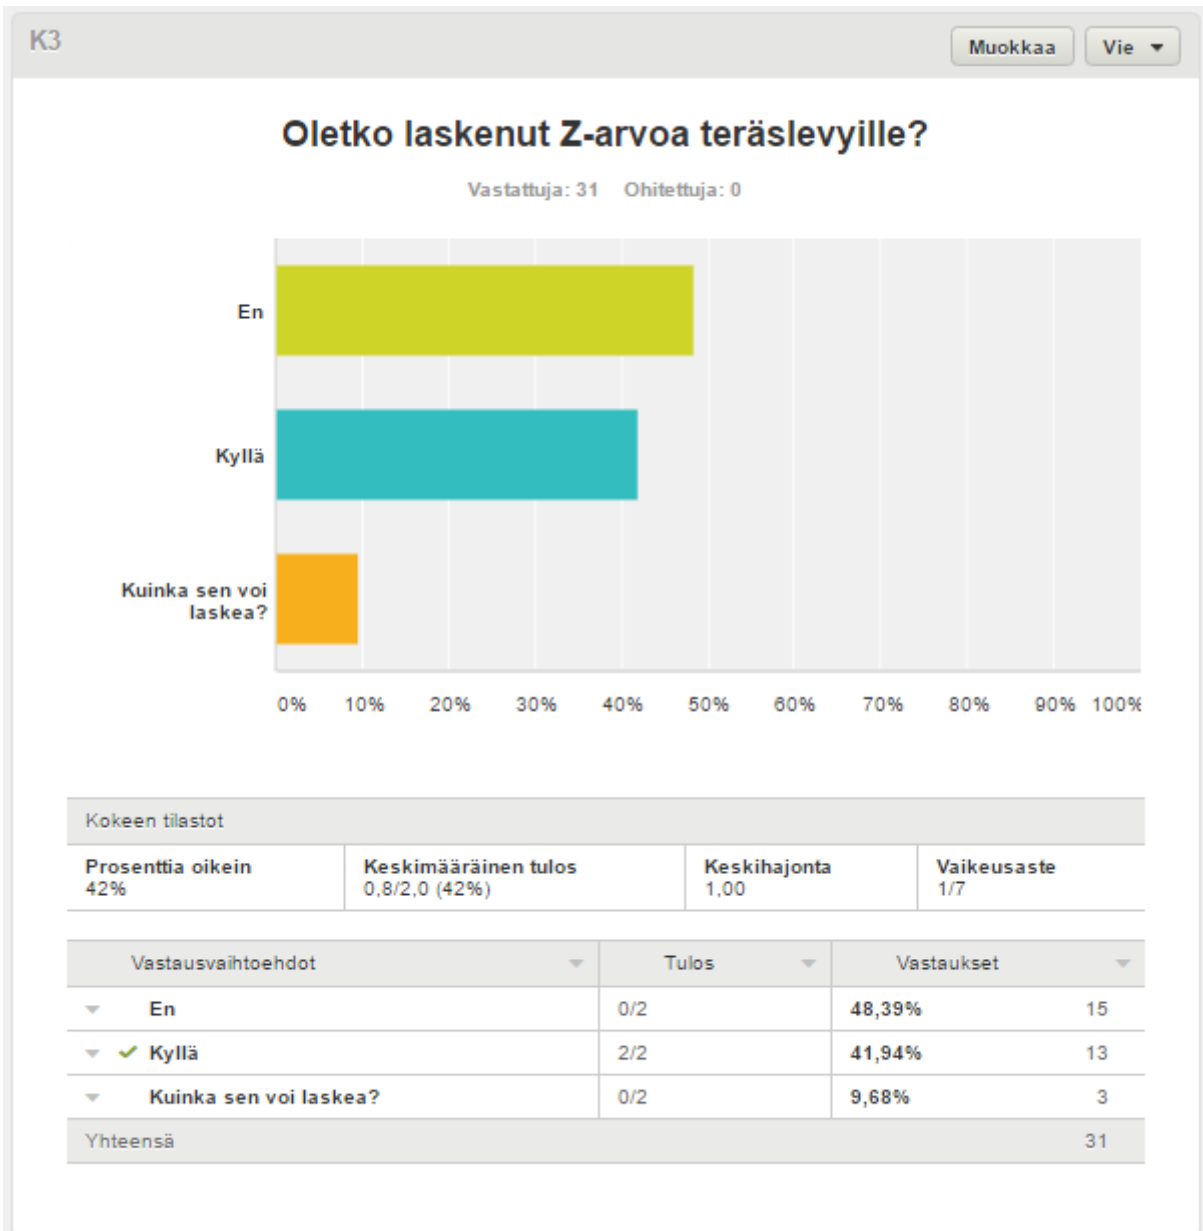 K3
Muokkaa
Vie
Oletko laskenut Z-arvoa teräslevyille?
Vastattuja: 31 Ohitettuja: 0
En
Kyllä
Kuinka sen voi
laskea?
0% 10% 20% 30% 40% 50% 60% 70% 80% 90% 100%
Kokeen tilastot
Prosenttia oikein Keskimääräinen tulos Keskihajonta Vaikeusaste
42% 0,8/2,0 (42%) 1,00 1/7
Vastausvaihtoehdot Tulos Vastaukset
En 0/2 48,39% 15
Kyllä 2/2 41,94% 13
Kuinka sen voi laskea? 0/2 9,68% 3
Yhteensä 31